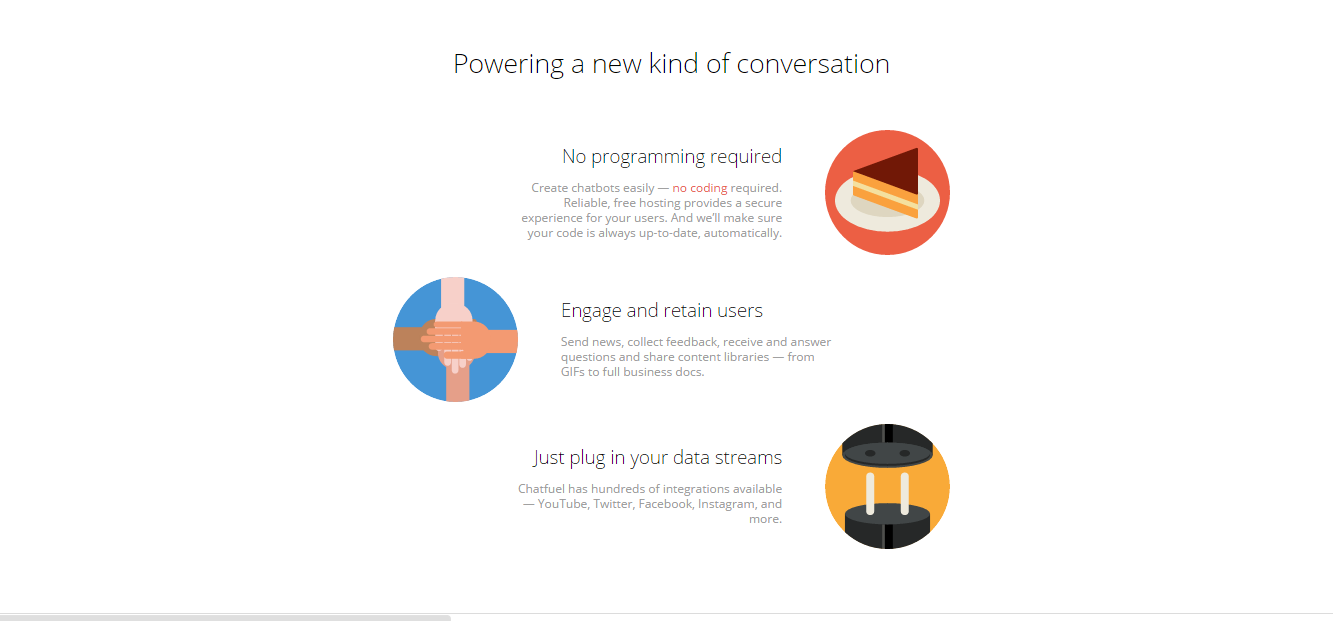 Powering a new kind of conversation
No programming required
Create chatbots easily — no coding required.
Reliable, free hosting provides a secure
experience for your users. And we'll make sure
your code is always up-to-date, automatically.
Engage and retain users
Send news, collect feedback, receive and answer
questions and share content libraries — from
GIFs to full business docs.
Just plug in your data streams
Chatfuel has hundreds of integrations available
— YouTube, Twitter, Facebook, Instagram, and
more.